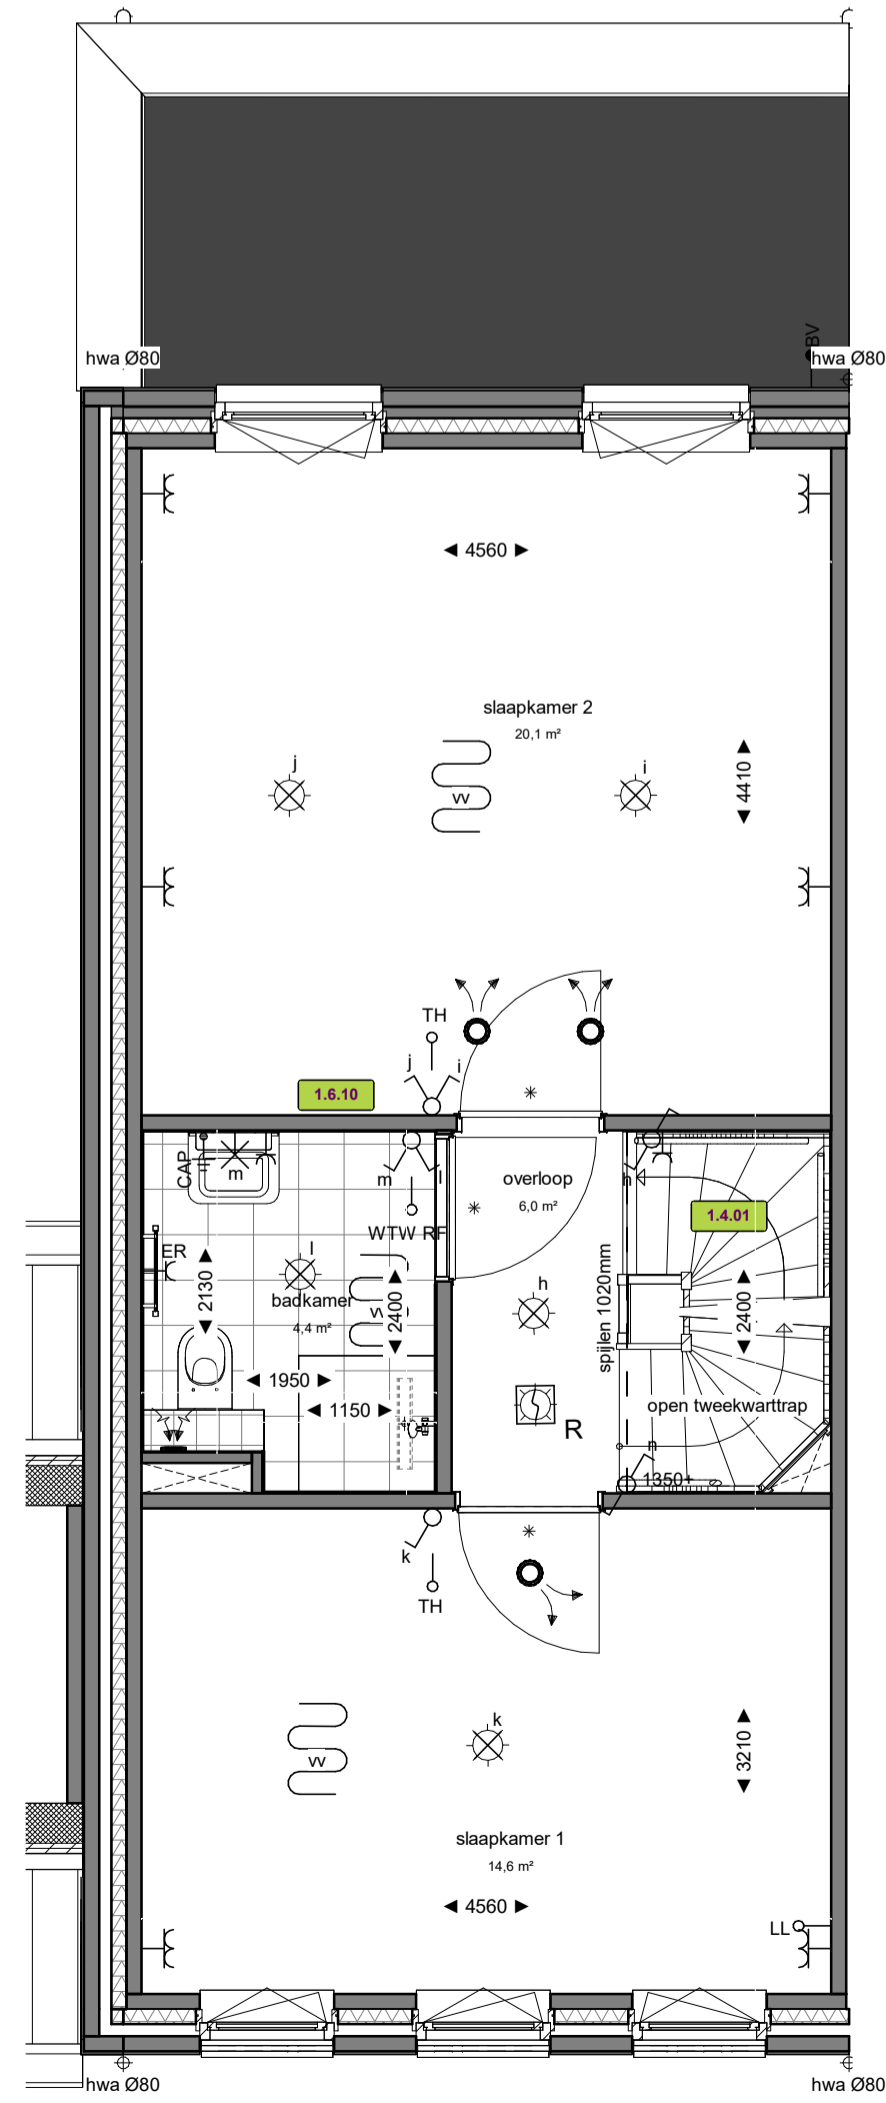 hwa Ø80
BV
hwa Ø80
4560
slaapkamer 2
20,1 m²
j
i
vv
4410
TH
j
i
1.6.10
CAP
m
m
l
overloop
6,0 m²
h
1.4.01
WTW RF
ER
l
2130
badkamer
4,4 m²
vv
2400
h
spijlen 1020mm
2400
1950
1150
open tweekwarttrap
R
n
1350+
k
TH
k
vv
3210
slaapkamer 1
14,6 m²
4560
LL
hwa Ø80
hwa Ø80